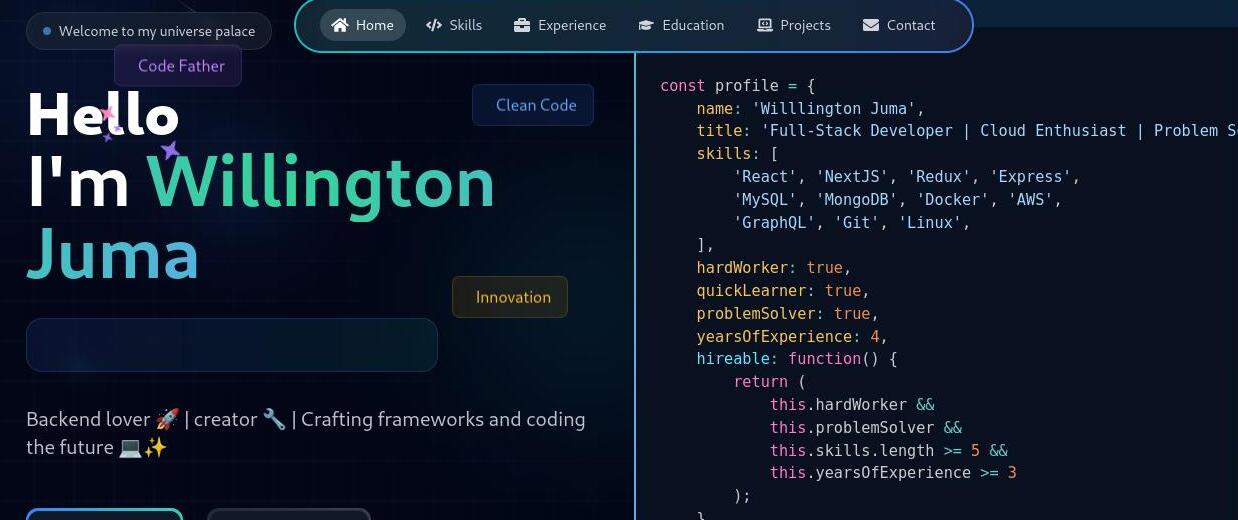 Home Skills Experience Education Projects Contact
Welcome to my universe palace
Code Father
Clean Code
Hello
I'm Willington
Juma
Innovation
Backend lover 🚀 | creator 🔧 | Crafting frameworks and coding
the future 💻✨
const profile = {
name: 'Willlington Juma',
title: 'Full-Stack Developer | Cloud Enthusiast | Problem S
skills: [
'React', 'NextJS', 'Redux', 'Express',
'MySQL', 'MongoDB', 'Docker', 'AWS',
'GraphQL', 'Git', 'Linux',
],
hardWorker: true,
quickLearner: true,
problemSolver: true,
yearsOfExperience: 4,
hireable: function() {
return (
this.hardWorker &&
this.problemSolver &&
this.skills.length >= 5 &&
this.yearsOfExperience >= 3
);
}